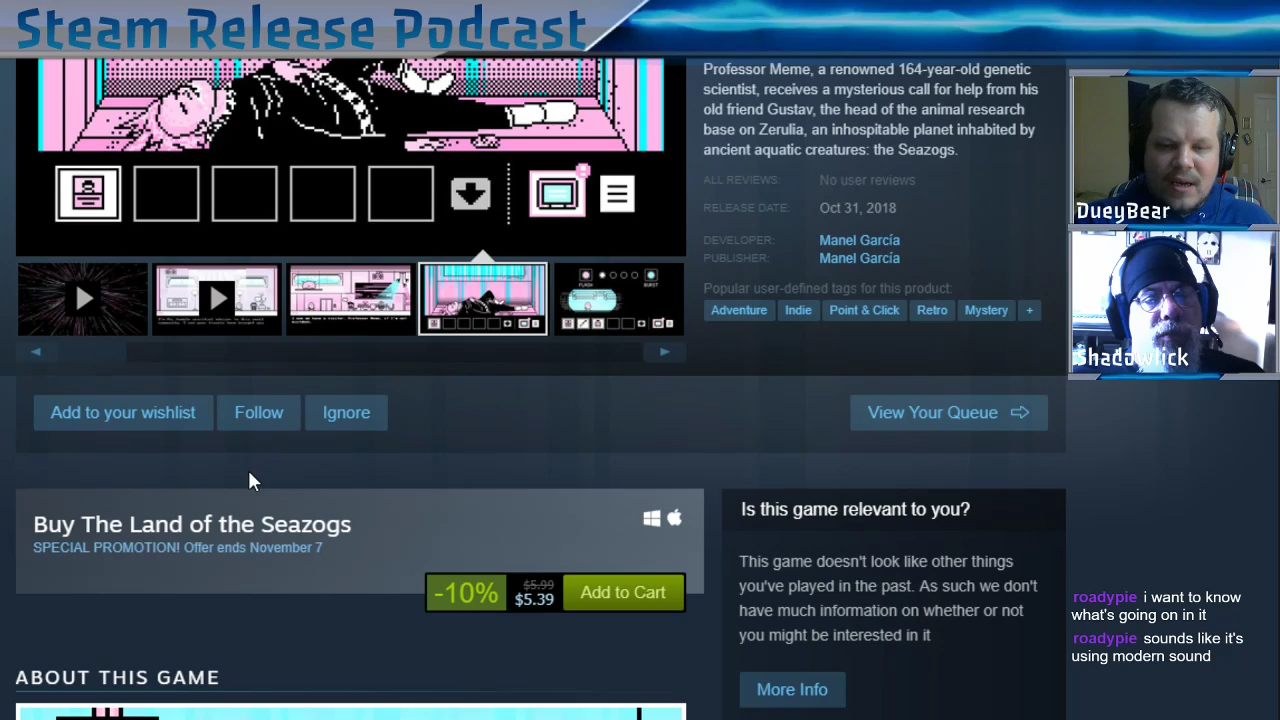 Steam Release Podcast
Professor Meme, a renowned 164-year-old genetic
scientist, receives a mysterious call for help from his
old friend Gustav, the head of the animal research
base on Zerulia, an inhospitable planet inhabited by
ancient aquatic creatures: the Seazogs.
ALL REVIEWS: No user reviews
RELEASE DATE: Oct 31, 2018
DEVELOPER: Manel García
PUBLISHER: Manel García
Popular user-defined tags for this product:
Adventure Indie Point & Click Retro Mystery +
DueyBear
Shadowlick
Add to your wishlist Follow Ignore View Your Queue
Buy The Land of the Seazogs
SPECIAL PROMOTION! Offer ends November 7
-10% $5.99 $5.39 Add to Cart
Is this game relevant to you?
This game doesn't look like other things
you've played in the past. As such we don't
have much information on whether or not
you might be interested in it
More Info
ABOUT THIS GAME
roadypie i want to know
what's going on in it
roadypie sounds like it's
using modern sound